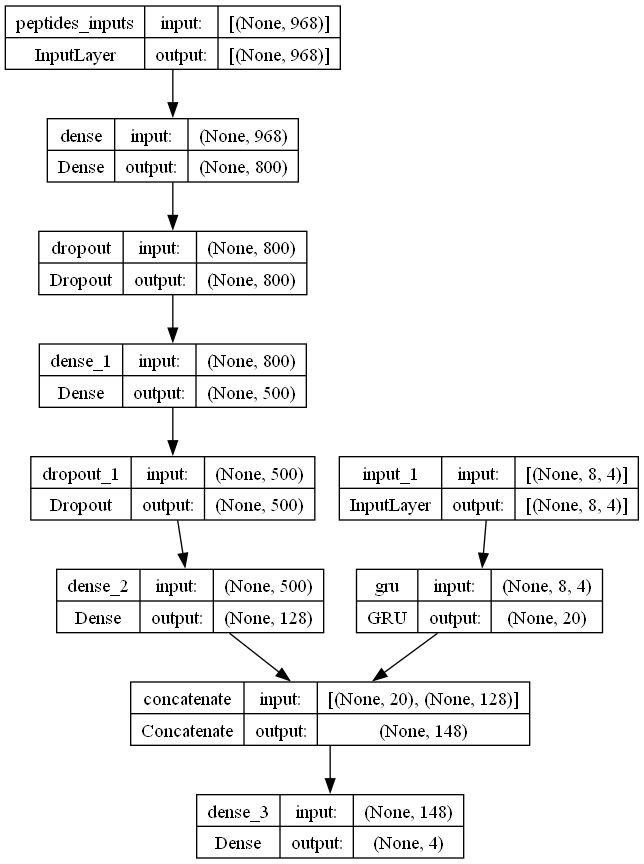 peptides_inputs input: [(None, 968)]
InputLayer output: [(None, 968)]
dense input: (None, 968)
Dense output: (None, 800)
dropout input: (None, 800)
Dropout output: (None, 800)
dense_1 input: (None, 800)
Dense output: (None, 500)
dropout_1 input: (None, 500)
Dropout output: (None, 500)
input_1 input: [(None, 8, 4)]
InputLayer output: [(None, 8, 4)]
dense_2 input: (None, 500)
Dense output: (None, 128)
gru input: (None, 8, 4)
GRU output: (None, 20)
concatenate input: [(None, 20), (None, 128)]
Concatenate output: (None, 148)
dense_3 input: (None, 148)
Dense output: (None, 4)